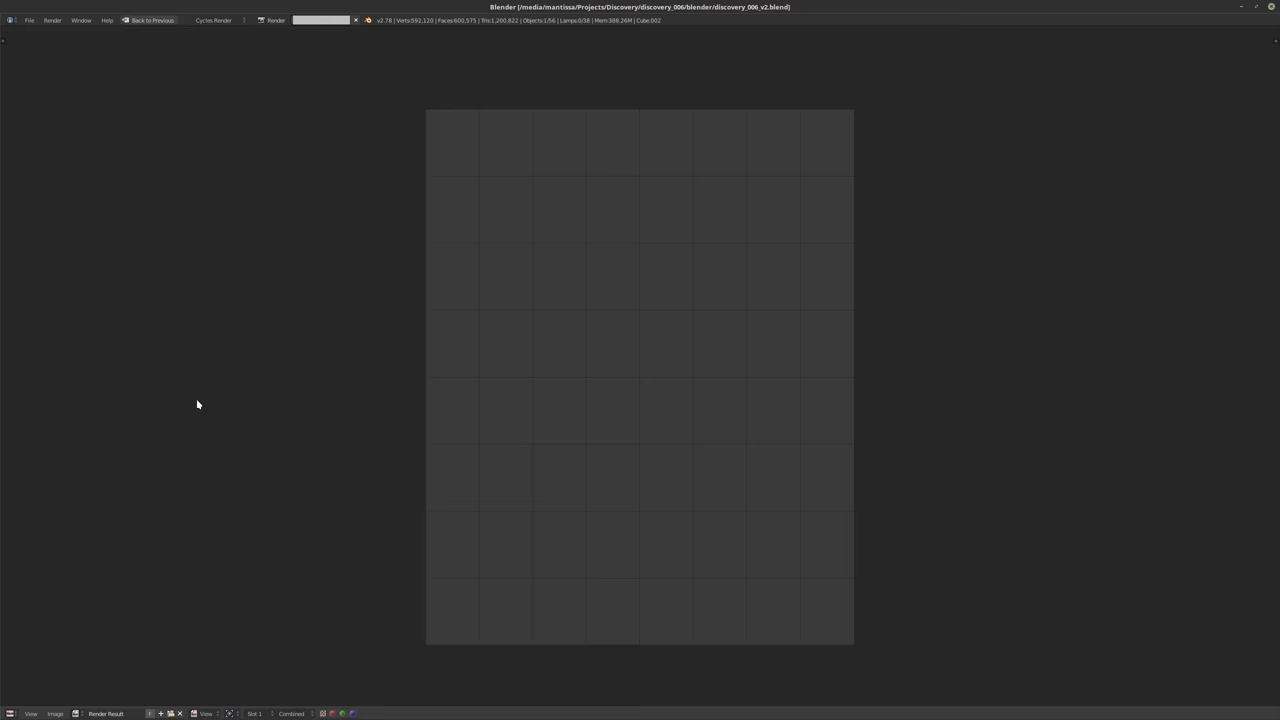 Blender [/media/mantissa/Projects/Discovery/discovery_006/blender/discovery_006_v2.blend]
File Render Window Help Back to Previous Cycles Render Render v2.78 | Verts:592,120 | Faces:600,575 | Tris:1,200,822 | Objects:1/56 | Lamps:0/38 | Mem:388.26M | Cube.002
View Image Render Result F View Slot 1 Combined